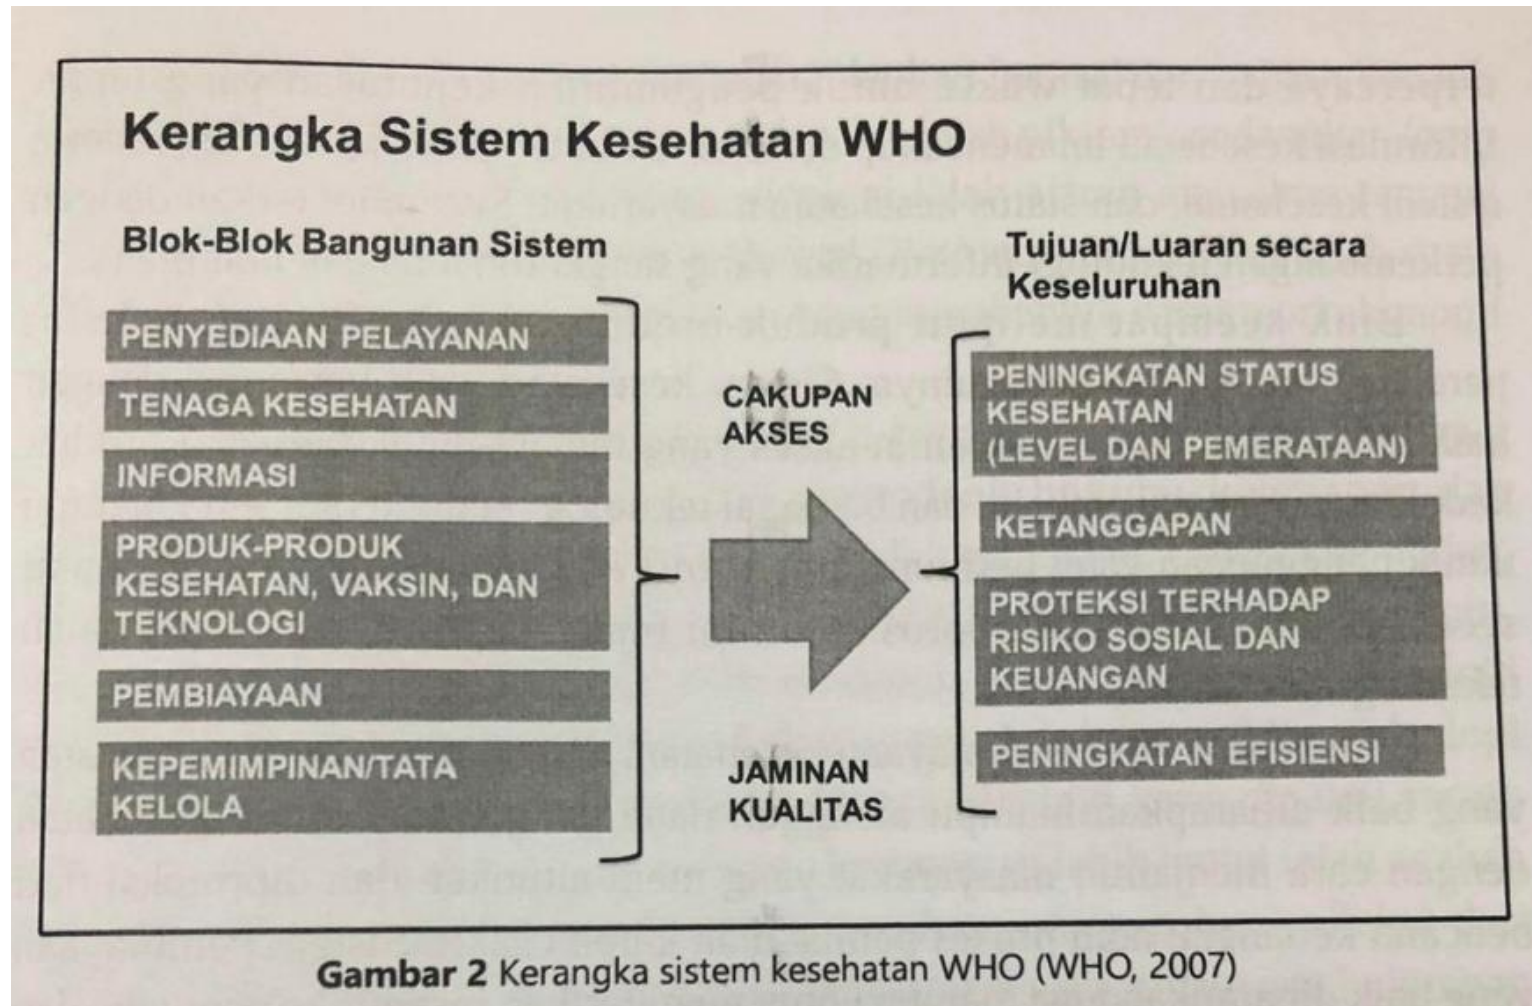 Kerangka Sistem Kesehatan WHO
Blok-Blok Bangunan Sistem
PENYEDIAAN PELAYANAN
TENAGA KESEHATAN
INFORMASI
PRODUK-PRODUK
KESEHATAN, VAKSIN, DAN
TEKNOLOGI
PEMBIAYAAN
KEPEMIMPINAN/TATA
KELOLA
CAKUPAN
AKSES
JAMINAN
KUALITAS
Tujuan/Luaran secara
Keseluruhan
PENINGKATAN STATUS
KESEHATAN
(LEVEL DAN PEMERATAAN)
KETANGGAPAN
PROTEKSI TERHADAP
RISIKO SOSIAL DAN
KEUANGAN
PENINGKATAN EFISIENSI
Gambar 2 Kerangka sistem kesehatan WHO (WHO, 2007)